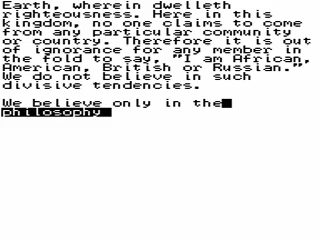 Earth, wherein dwelleth
righteousness. Here in this
kingdom, no one claims to come
from any particular community
or country. Therefore it is out
of ignorance for any member in
the fold to say, "I am African,
American, British or Russian."
We do not believe in such
divisive tendencies.
We believe only in the
philosophy